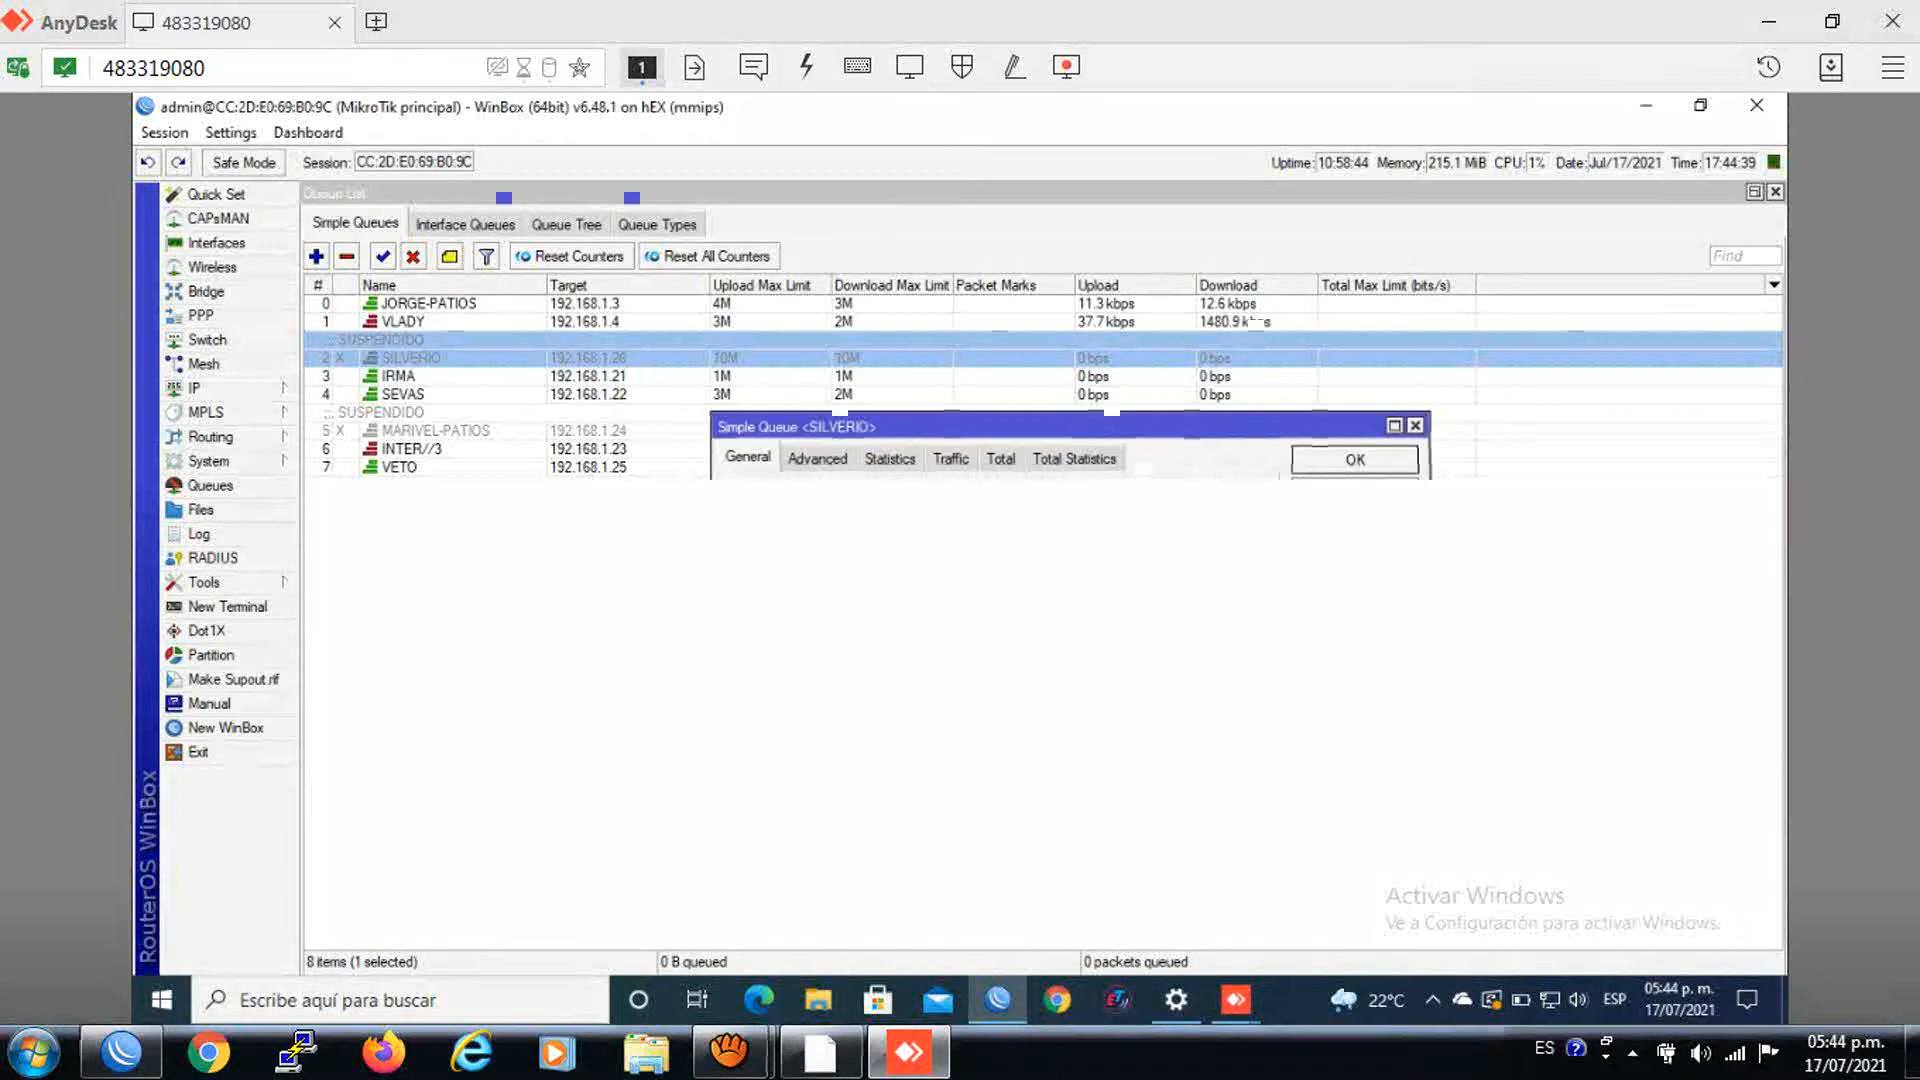 AnyDesk 483319080
483319080 1
admin@CC:2D:E0:69:B0:9C (MikroTik principal) - WinBox (64bit) v6.48.1 on hEX (mmips)
Session Settings Dashboard
Safe Mode Session: CC:2D:E0:69:B0:9C Uptime: 10:58:44 Memory: 215.1 MiB CPU: 1% Date: Jul/17/2021 Time: 17:44:39
Quick Set
CAPsMAN
Interfaces
Wireless
Bridge
PPP
Switch
Mesh
IP
MPLS
Routing
System
Queues
Files
Log
RADIUS
Tools
New Terminal
Dot1X
Partition
Make Supout.rif
Manual
New WinBox
Exit
RouterOS WinBox
Queue List
Simple Queues Interface Queues Queue Tree Queue Types
Reset Counters Reset All Counters Find
# Name Target Upload Max Limit Download Max Limit Packet Marks Upload Download Total Max Limit (bits/s)
0 JORGE-PATIOS 192.168.1.3 4M 3M 11.3 kbps 12.6 kbps
1 VLADY 192.168.1.4 3M 2M 37.7 kbps 1480.9 kbps
::: SUSPENDIDO
2 X SILVERIO 192.168.1.26 10M 10M 0 bps 0 bps
3 IRMA 192.168.1.21 1M 1M 0 bps 0 bps
4 SEVAS 192.168.1.22 3M 2M 0 bps 0 bps
::: SUSPENDIDO
5 X MARIVEL-PATIOS 192.168.1.24
6 INTER//3 192.168.1.23
7 VETO 192.168.1.25
Simple Queue <SILVERIO>
General Advanced Statistics Traffic Total Total Statistics OK
Activar Windows
Ve a Configuración para activar Windows.
8 items (1 selected) 0 B queued 0 packets queued
Escribe aquí para buscar 22°C ESP 05:44 p. m.
17/07/2021
ES 05:44 p.m.
17/07/2021